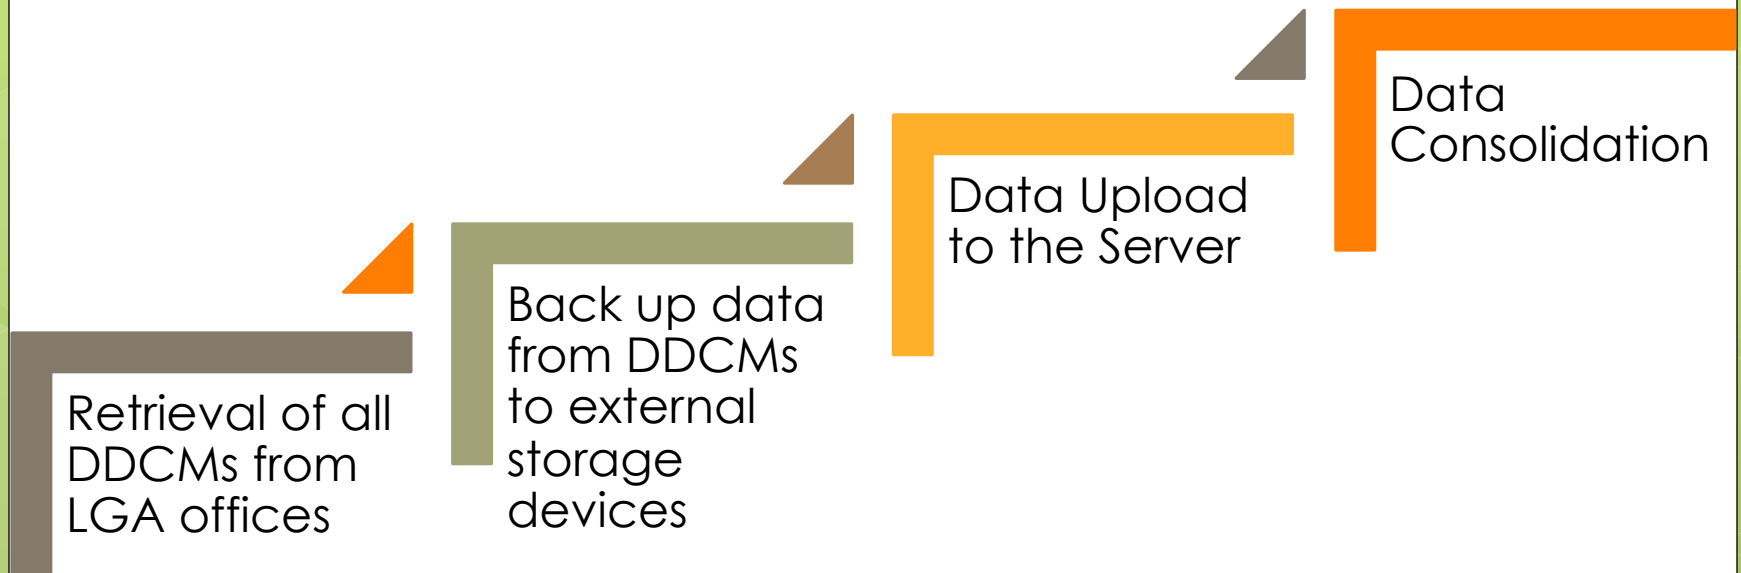 Retrieval of all
DDCMs from
LGA offices
Back up data
from DDCMs
to external
storage
devices
Data Upload
to the Server
Data
Consolidation